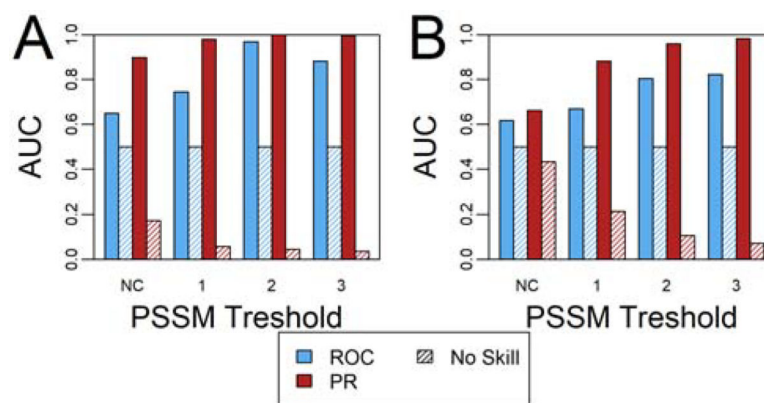 A
AUC
0.0 0.2 0.4 0.6 0.8 1.0
NC 1 2 3
PSSM Treshold
B
AUC
0.0 0.2 0.4 0.6 0.8 1.0
NC 1 2 3
PSSM Treshold
ROC No Skill
PR